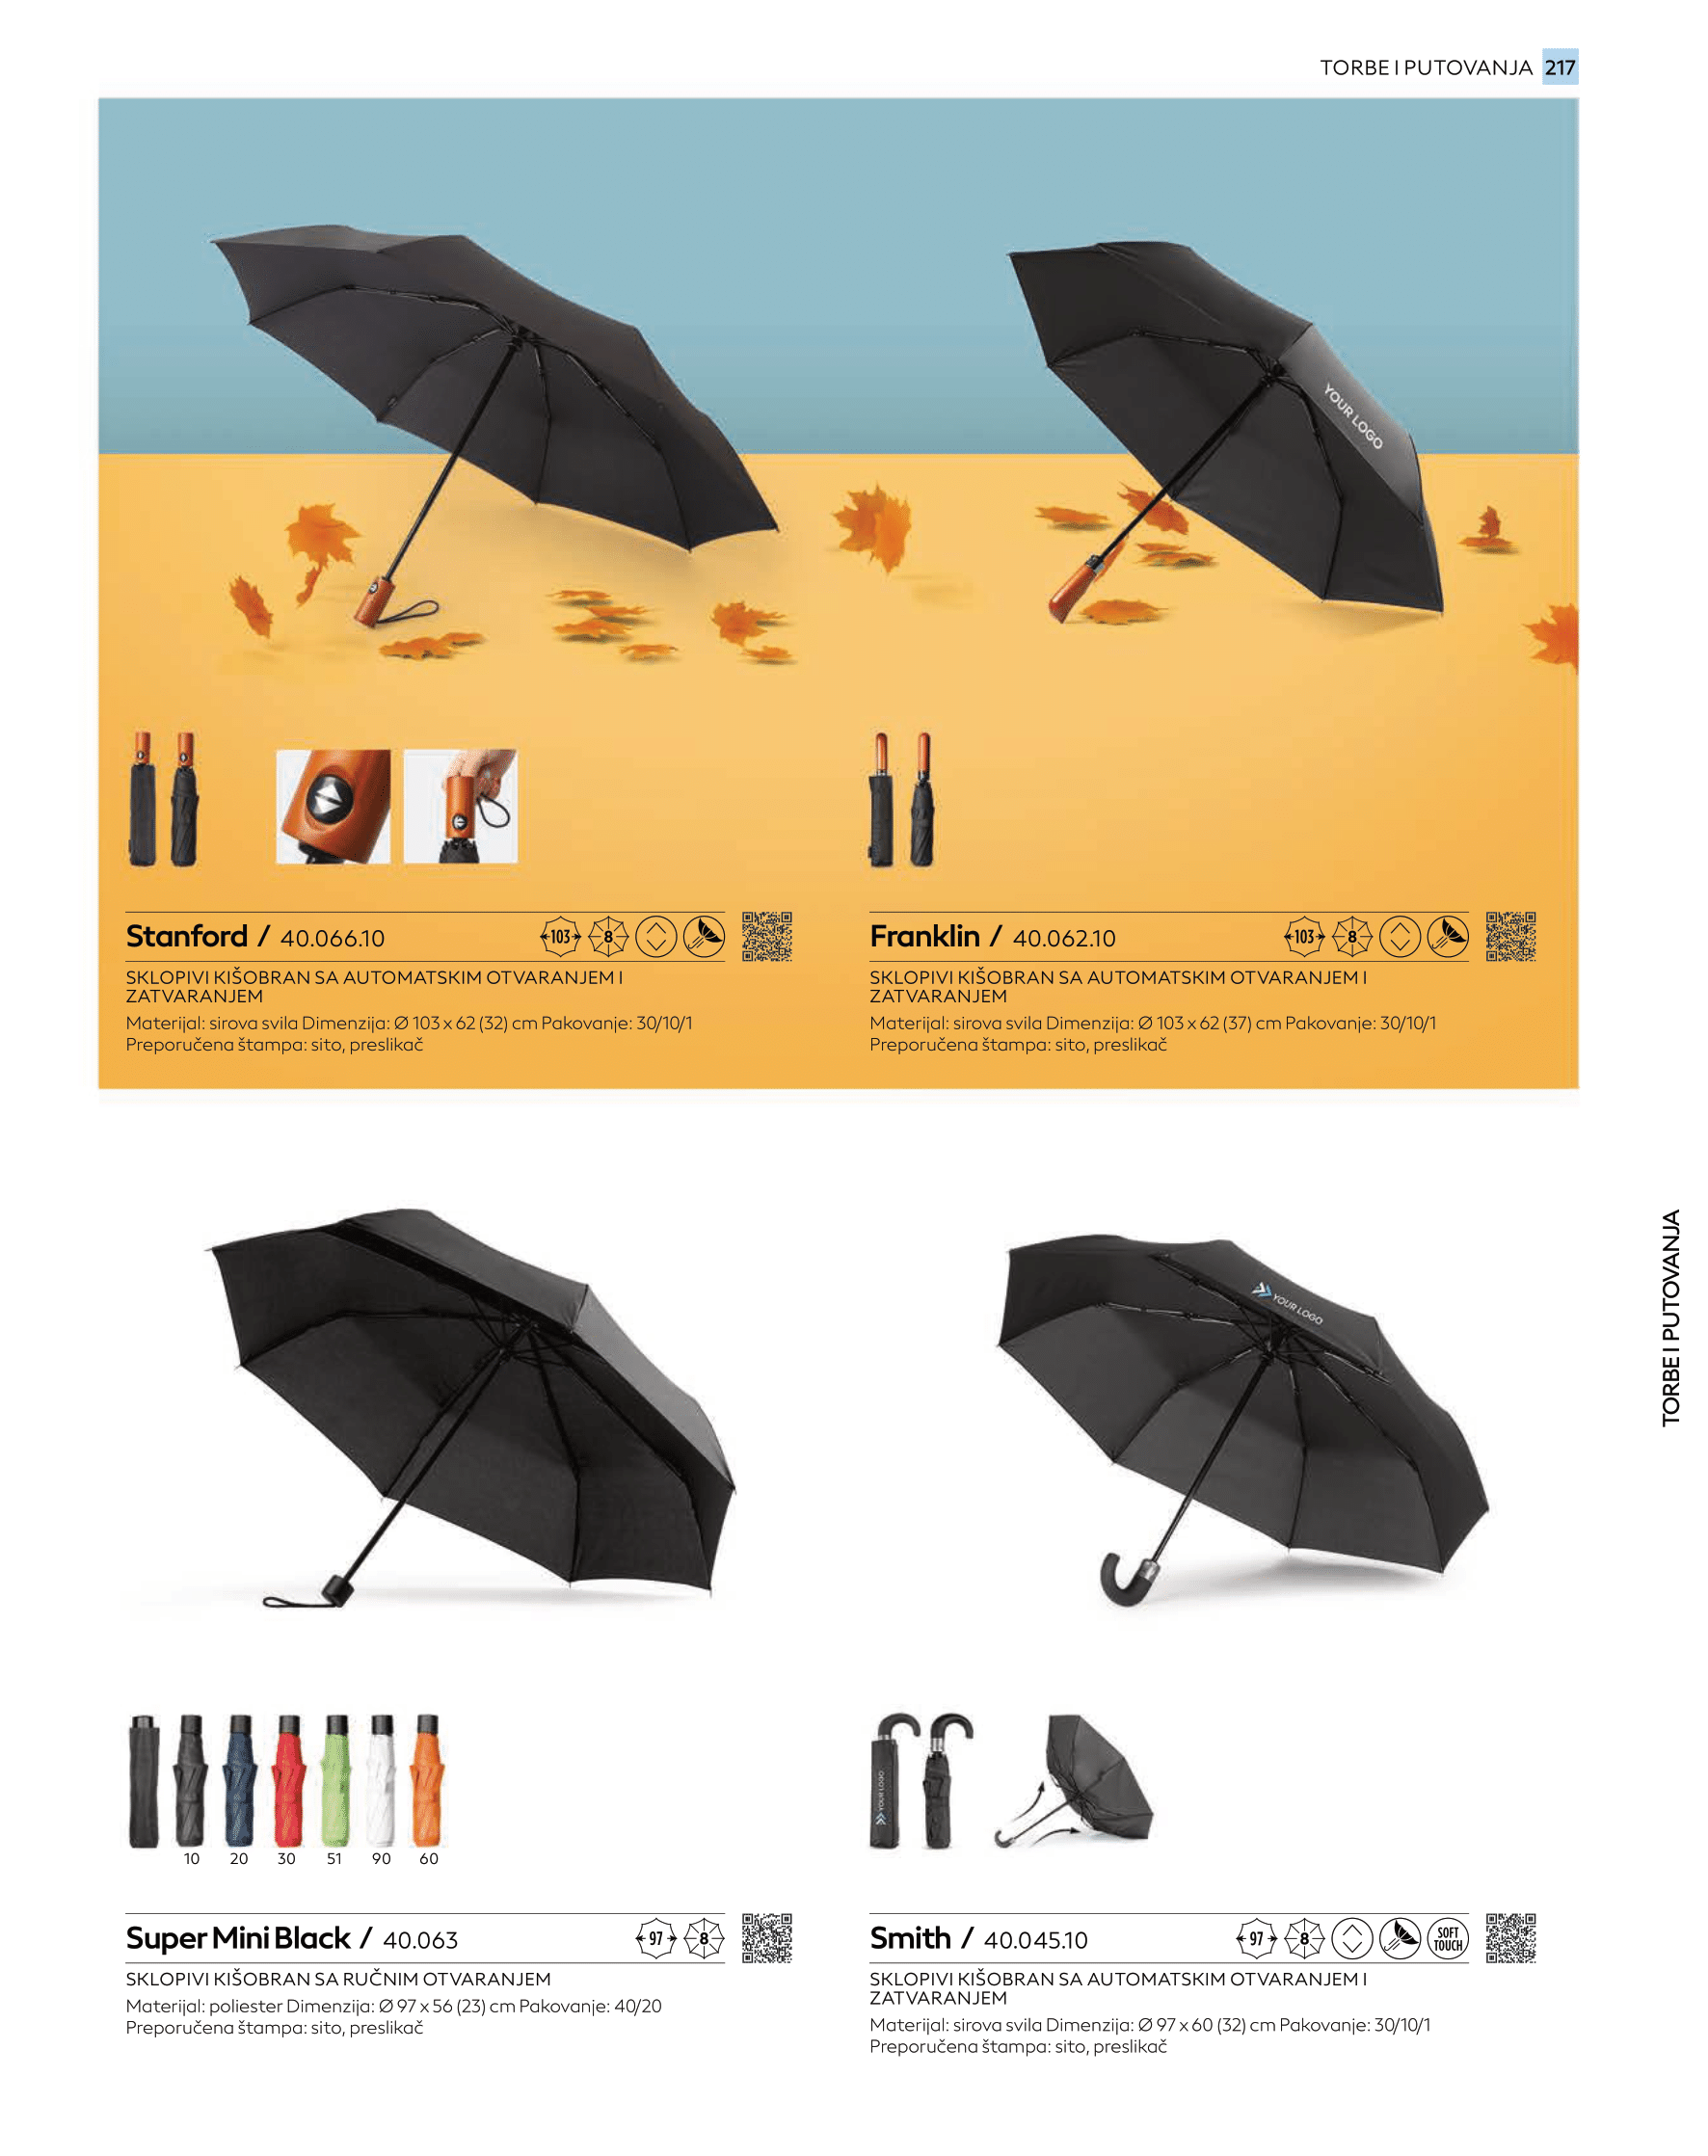 TORBE I PUTOVANJA 217
YOUR LOGO
Stanford / 40.066.10
103
8
SKLOPIVI KIŠOBRAN SA AUTOMATSKIM OTVARANJEM I
ZATVARANJEM
Materijal: sirova svila Dimenzija: Ø 103 x 62 (32) cm Pakovanje: 30/10/1
Preporučena štampa: sito, preslikač
Franklin / 40.062.10
103
8
SKLOPIVI KIŠOBRAN SA AUTOMATSKIM OTVARANJEM I
ZATVARANJEM
Materijal: sirova svila Dimenzija: Ø 103 x 62 (37) cm Pakovanje: 30/10/1
Preporučena štampa: sito, preslikač
TORBE I PUTOVANJA
YOUR LOGO
10 20 30 51 90 60
YOUR LOGO
Super Mini Black / 40.063
97
8
SKLOPIVI KIŠOBRAN SA RUČNIM OTVARANJEM
Materijal: poliester Dimenzija: Ø 97 x 56 (23) cm Pakovanje: 40/20
Preporučena štampa: sito, preslikač
Smith / 40.045.10
97
8
SOFT
TOUCH
SKLOPIVI KIŠOBRAN SA AUTOMATSKIM OTVARANJEM I
ZATVARANJEM
Materijal: sirova svila Dimenzija: Ø 97 x 60 (32) cm Pakovanje: 30/10/1
Preporučena štampa: sito, preslikač